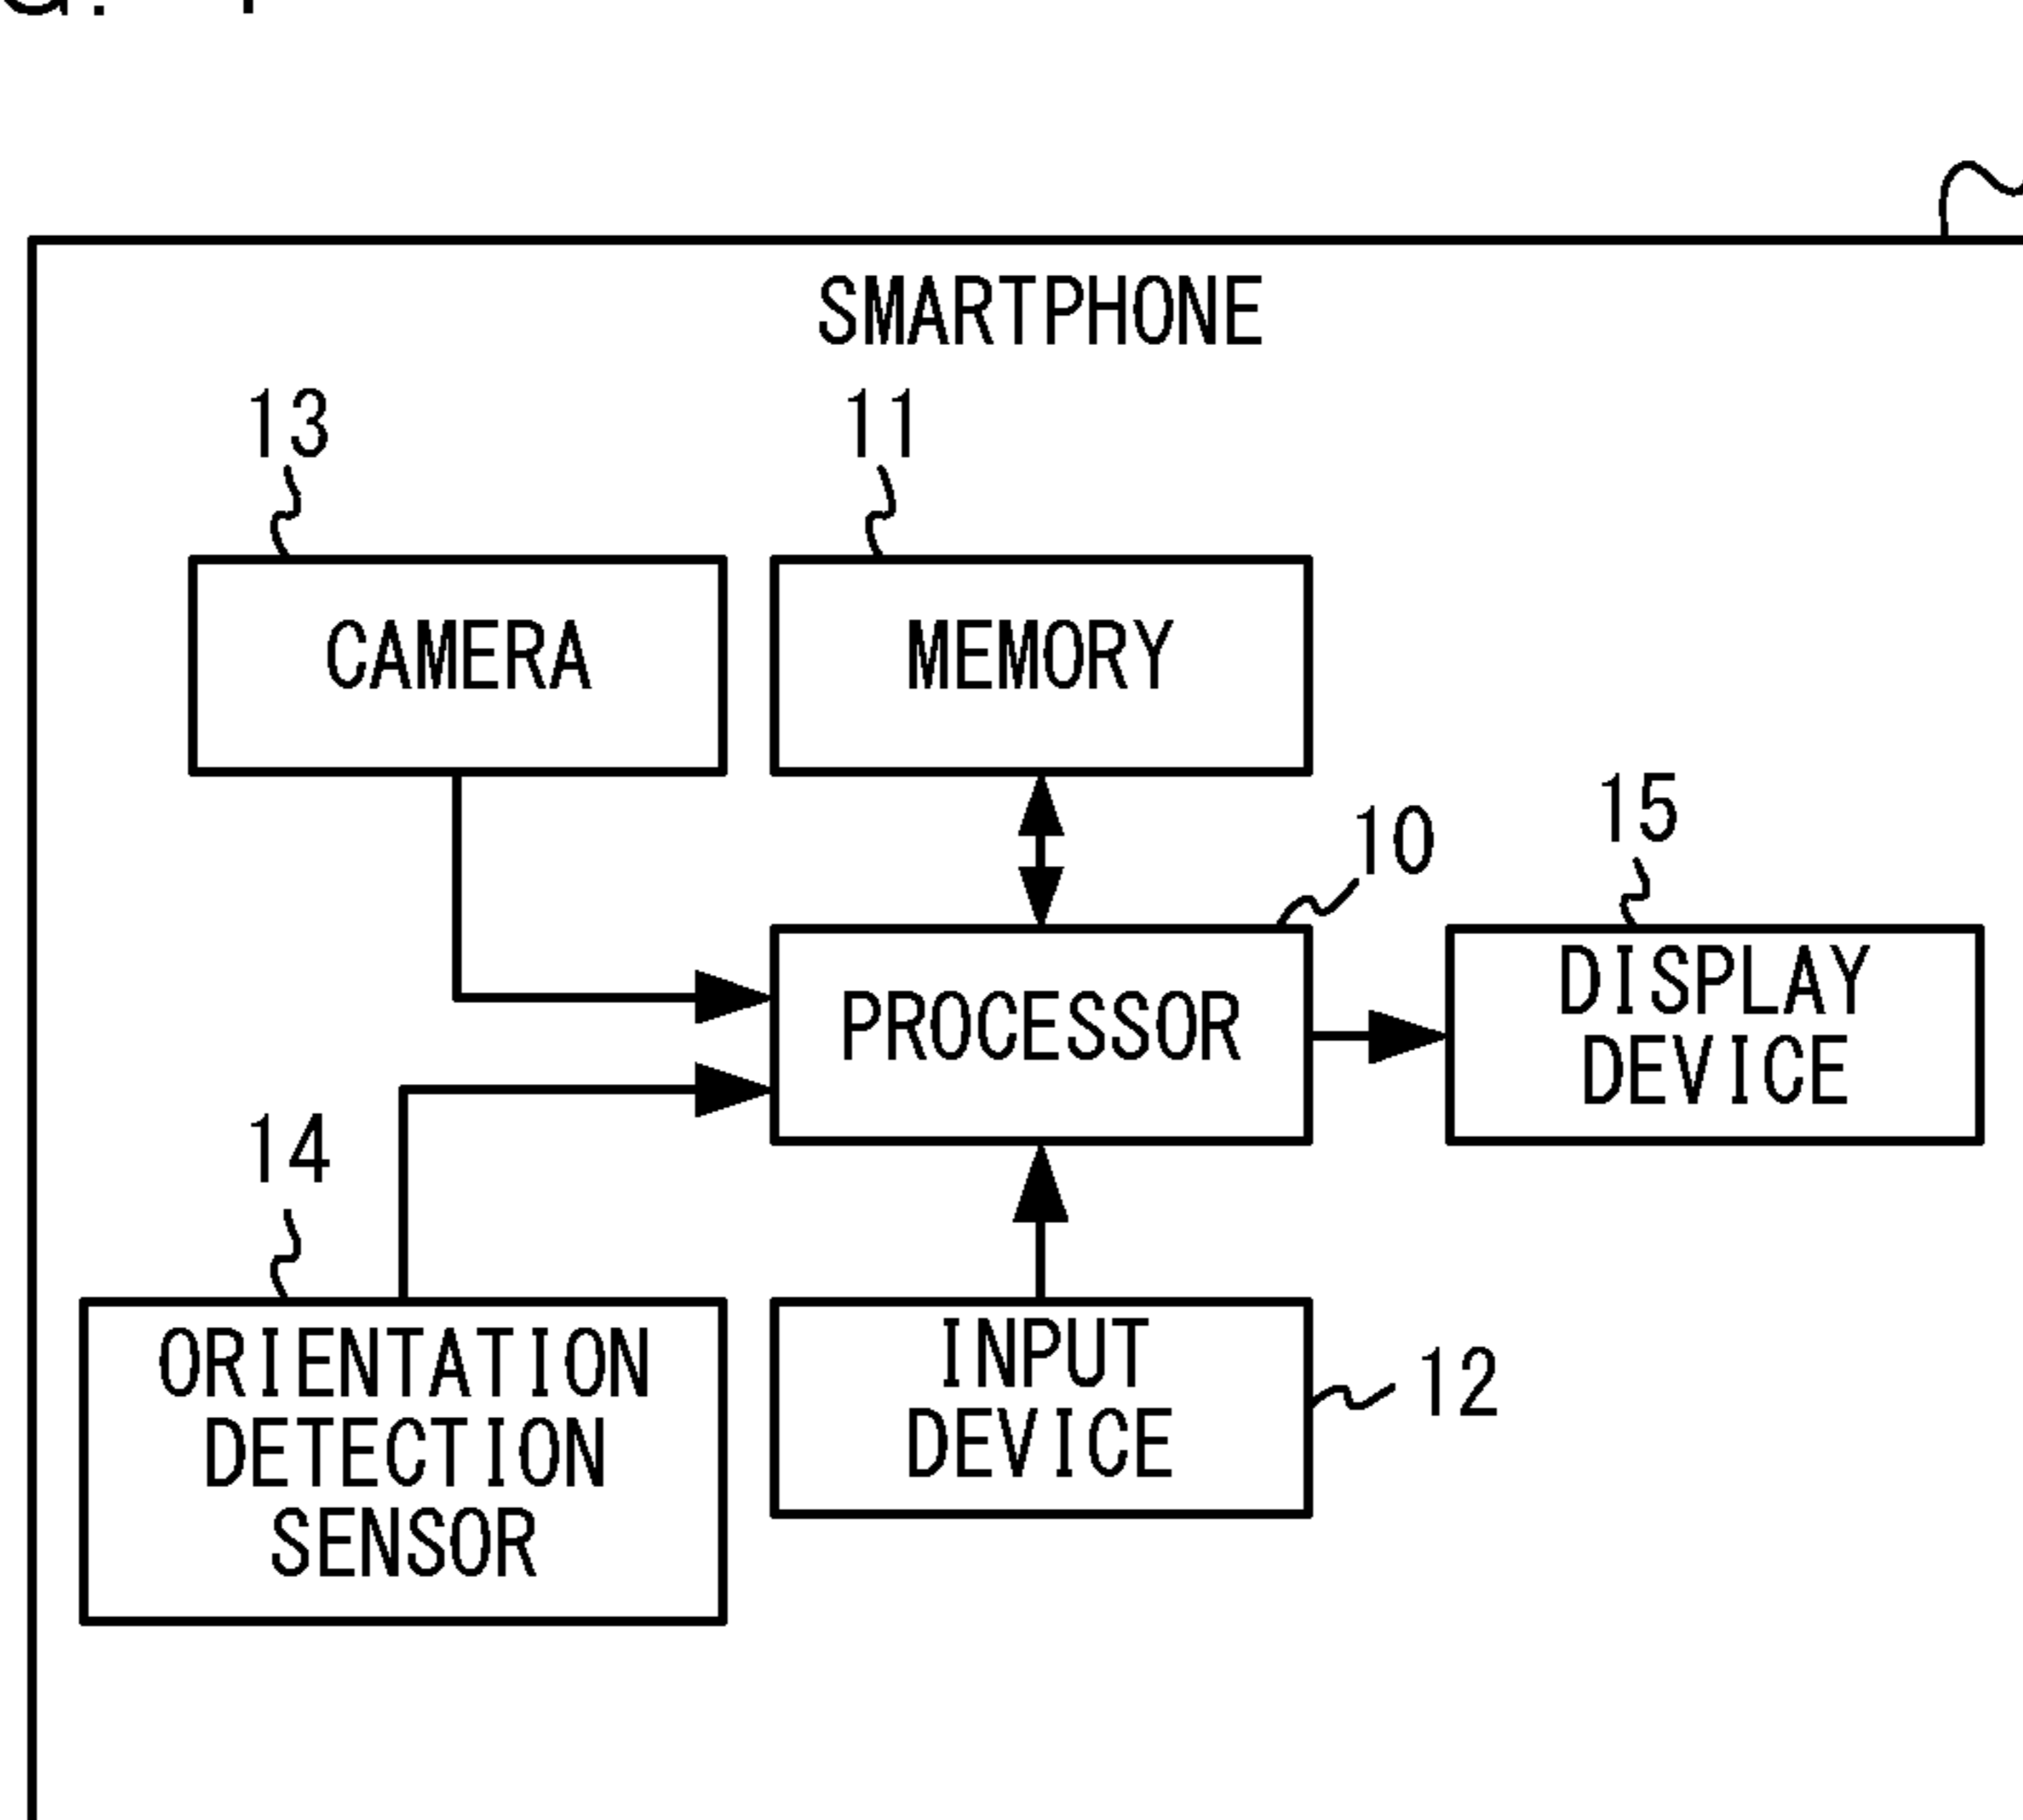 SMARTPHONE
13
11
CAMERA
MEMORY
15
10
DISPLAY
DEVICE
PROCESSOR
14
ORIENTATION
DETECTION
SENSOR
INPUT
DEVICE
12